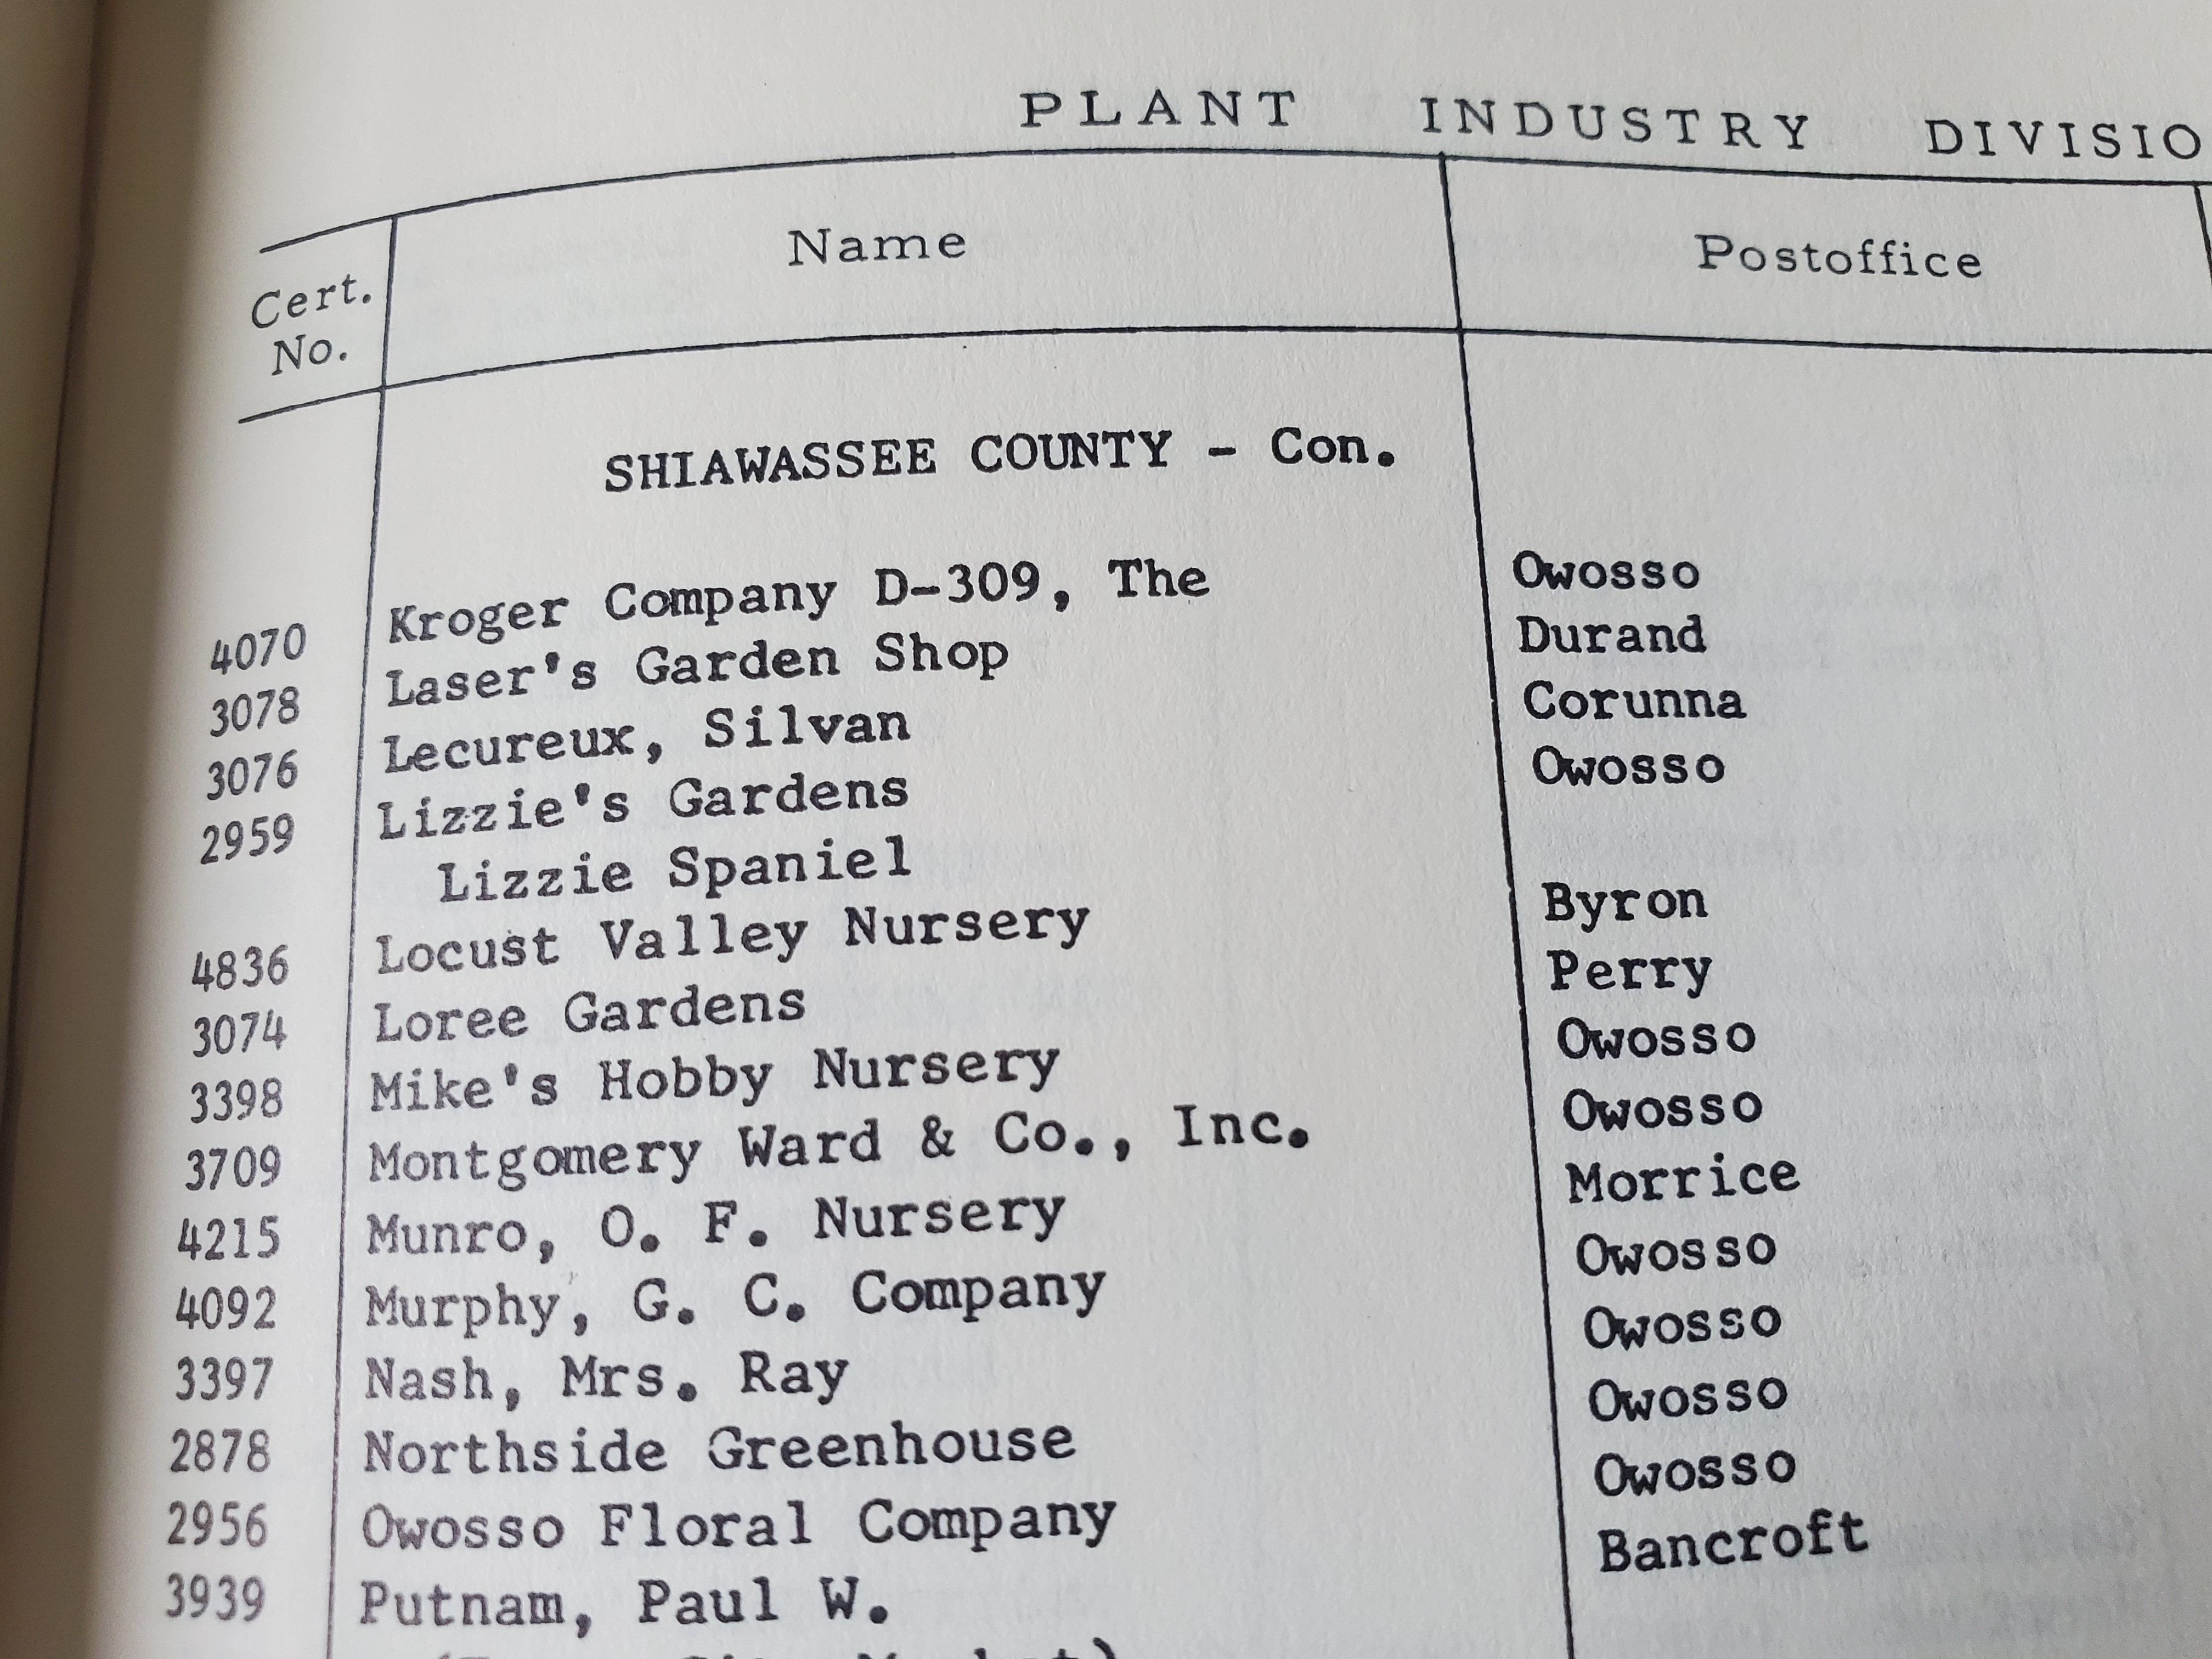 PLANT INDUSTRY DIVISIO
Cert. No. Name Postoffice
SHIAWASSEE COUNTY - Con.
4070 Kroger Company D-309, The Owosso
3078 Laser's Garden Shop Durand
3076 Lecureux, Silvan Corunna
2959 Lizzie's Gardens Owosso
Lizzie Spaniel
4836 Locust Valley Nursery Byron
3074 Loree Gardens Perry
3398 Mike's Hobby Nursery Owosso
3709 Montgomery Ward & Co., Inc. Owosso
4215 Munro, O. F. Nursery Morrice
4092 Murphy, G. C. Company Owosso
3397 Nash, Mrs. Ray Owosso
2878 Northside Greenhouse Owosso
2956 Owosso Floral Company Owosso
3939 Putnam, Paul W. Bancroft